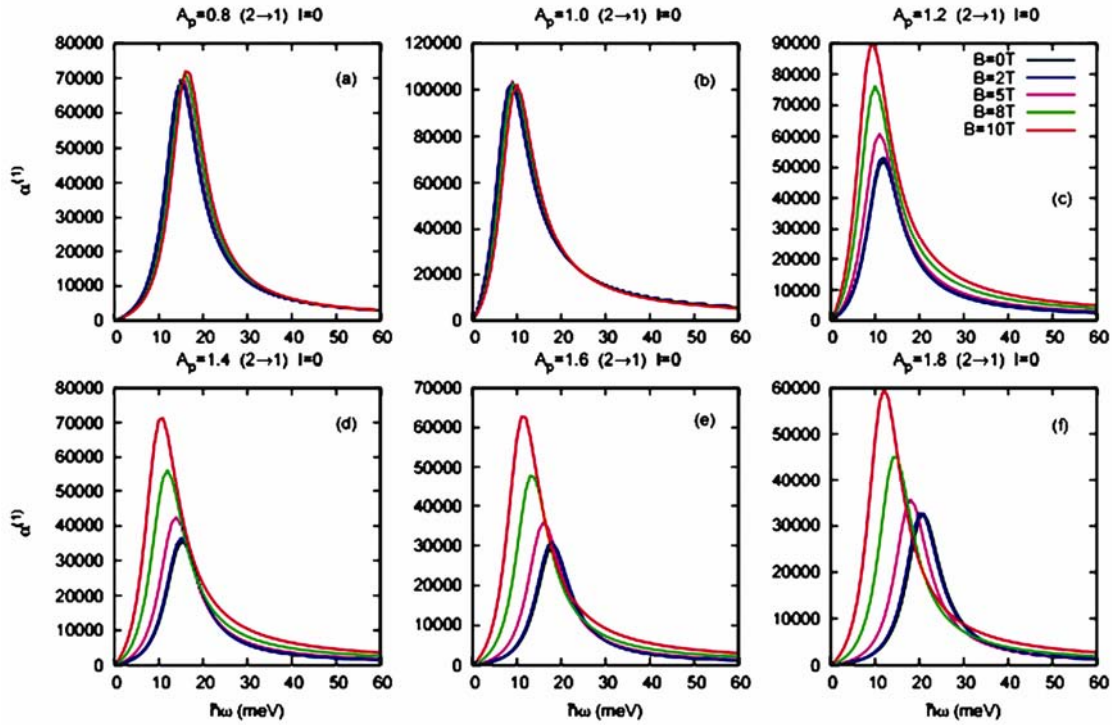 A_p=0.8 (2→1) l=0
A_p=1.0 (2→1) l=0
A_p=1.2 (2→1) l=0
α^(1)
80000
70000
60000
50000
40000
30000
20000
10000
0
0 10 20 30 40 50 60
(a)
120000
100000
80000
60000
40000
20000
0
0 10 20 30 40 50 60
(b)
90000
80000
70000
60000
50000
40000
30000
20000
10000
0
0 10 20 30 40 50 60
B=0T
B=2T
B=5T
B=8T
B=10T
(c)
A_p=1.4 (2→1) l=0
A_p=1.6 (2→1) l=0
A_p=1.8 (2→1) l=0
α^(1)
80000
70000
60000
50000
40000
30000
20000
10000
0
0 10 20 30 40 50 60
(d)
ħω (meV)
70000
60000
50000
40000
30000
20000
10000
0
0 10 20 30 40 50 60
(e)
ħω (meV)
60000
50000
40000
30000
20000
10000
0
0 10 20 30 40 50 60
(f)
ħω (meV)